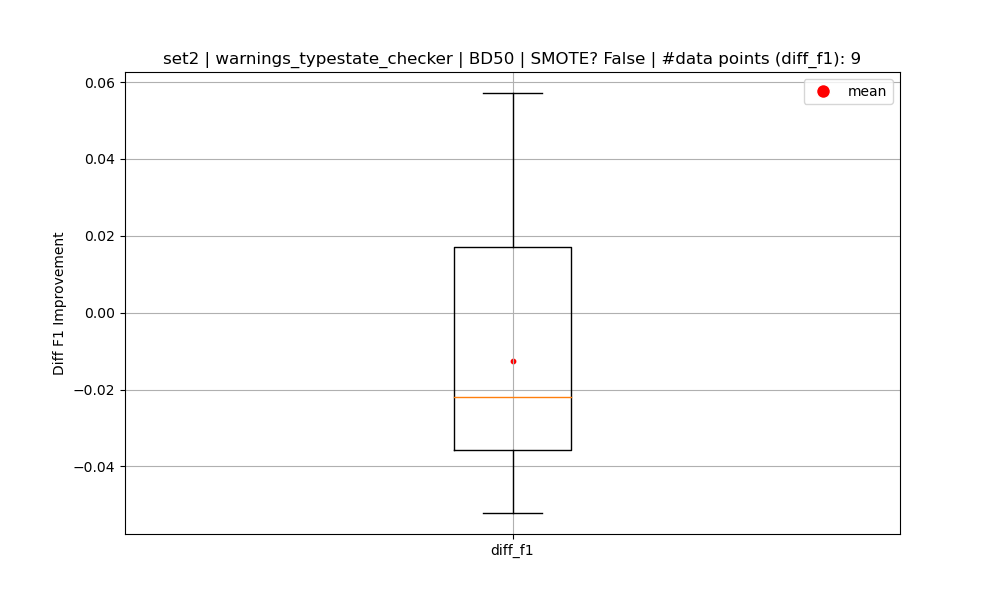 set2 | warnings_typestate_checker | BD50 | SMOTE? False | #data points (diff_f1): 9
mean
0.06
0.04
0.02
0.00
−0.02
−0.04
Diff F1 Improvement
diff_f1